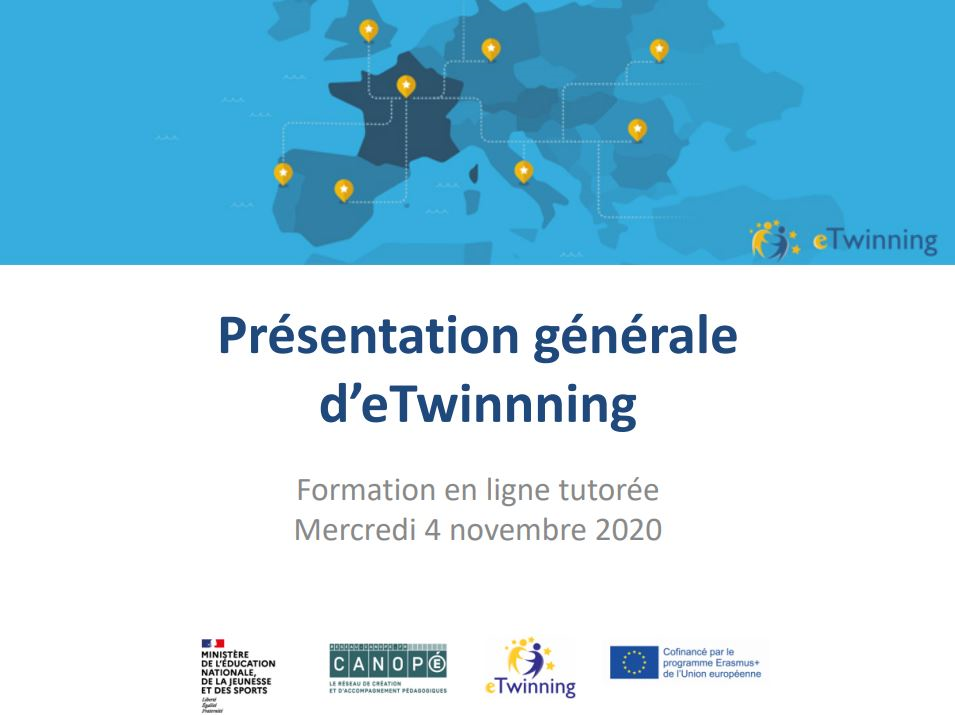 eTwinning
Présentation générale
d’eTwinnning
Formation en ligne tutorée
Mercredi 4 novembre 2020
MINISTÈRE
DE L'ÉDUCATION
NATIONALE,
DE LA JEUNESSE
ET DES SPORTS
Liberté
Égalité
Fraternité
CANOPÉ
LE RÉSEAU DE CRÉATION
ET D'ACCOMPAGNEMENT PÉDAGOGIQUES
eTwinning
Cofinancé par le
programme Erasmus+
de l'Union européenne